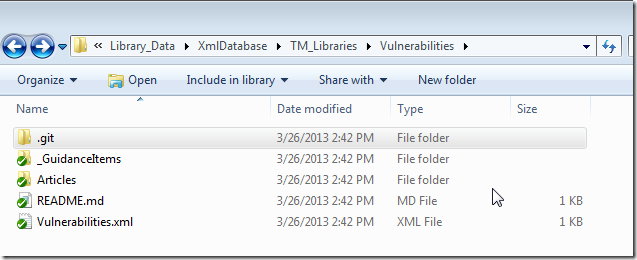 « Library_Data ▸ XmlDatabase ▸ TM_Libraries ▸ Vulnerabilities ▸
Organize ▾ Open Include in library ▾ Share with ▾ New folder
Name Date modified Type Size
.git 3/26/2013 2:42 PM File folder
_GuidanceItems 3/26/2013 2:42 PM File folder
Articles 3/26/2013 2:42 PM File folder
README.md 3/26/2013 2:42 PM MD File 1 KB
Vulnerabilities.xml 3/26/2013 2:42 PM XML File 1 KB